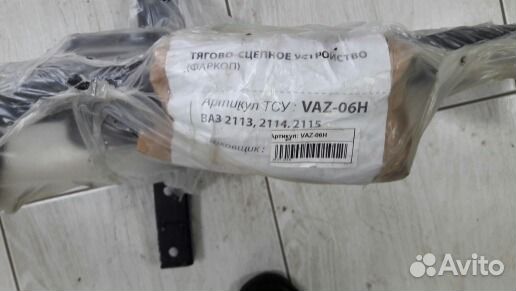 ТЯГОВО-СЦЕПНОЕ УСТРОЙСТВО
(ФАРКОП)
Артикул ТСУ : VAZ-06H
ВАЗ 2113, 2114, 2115
Артикул: VAZ-06H
Avito